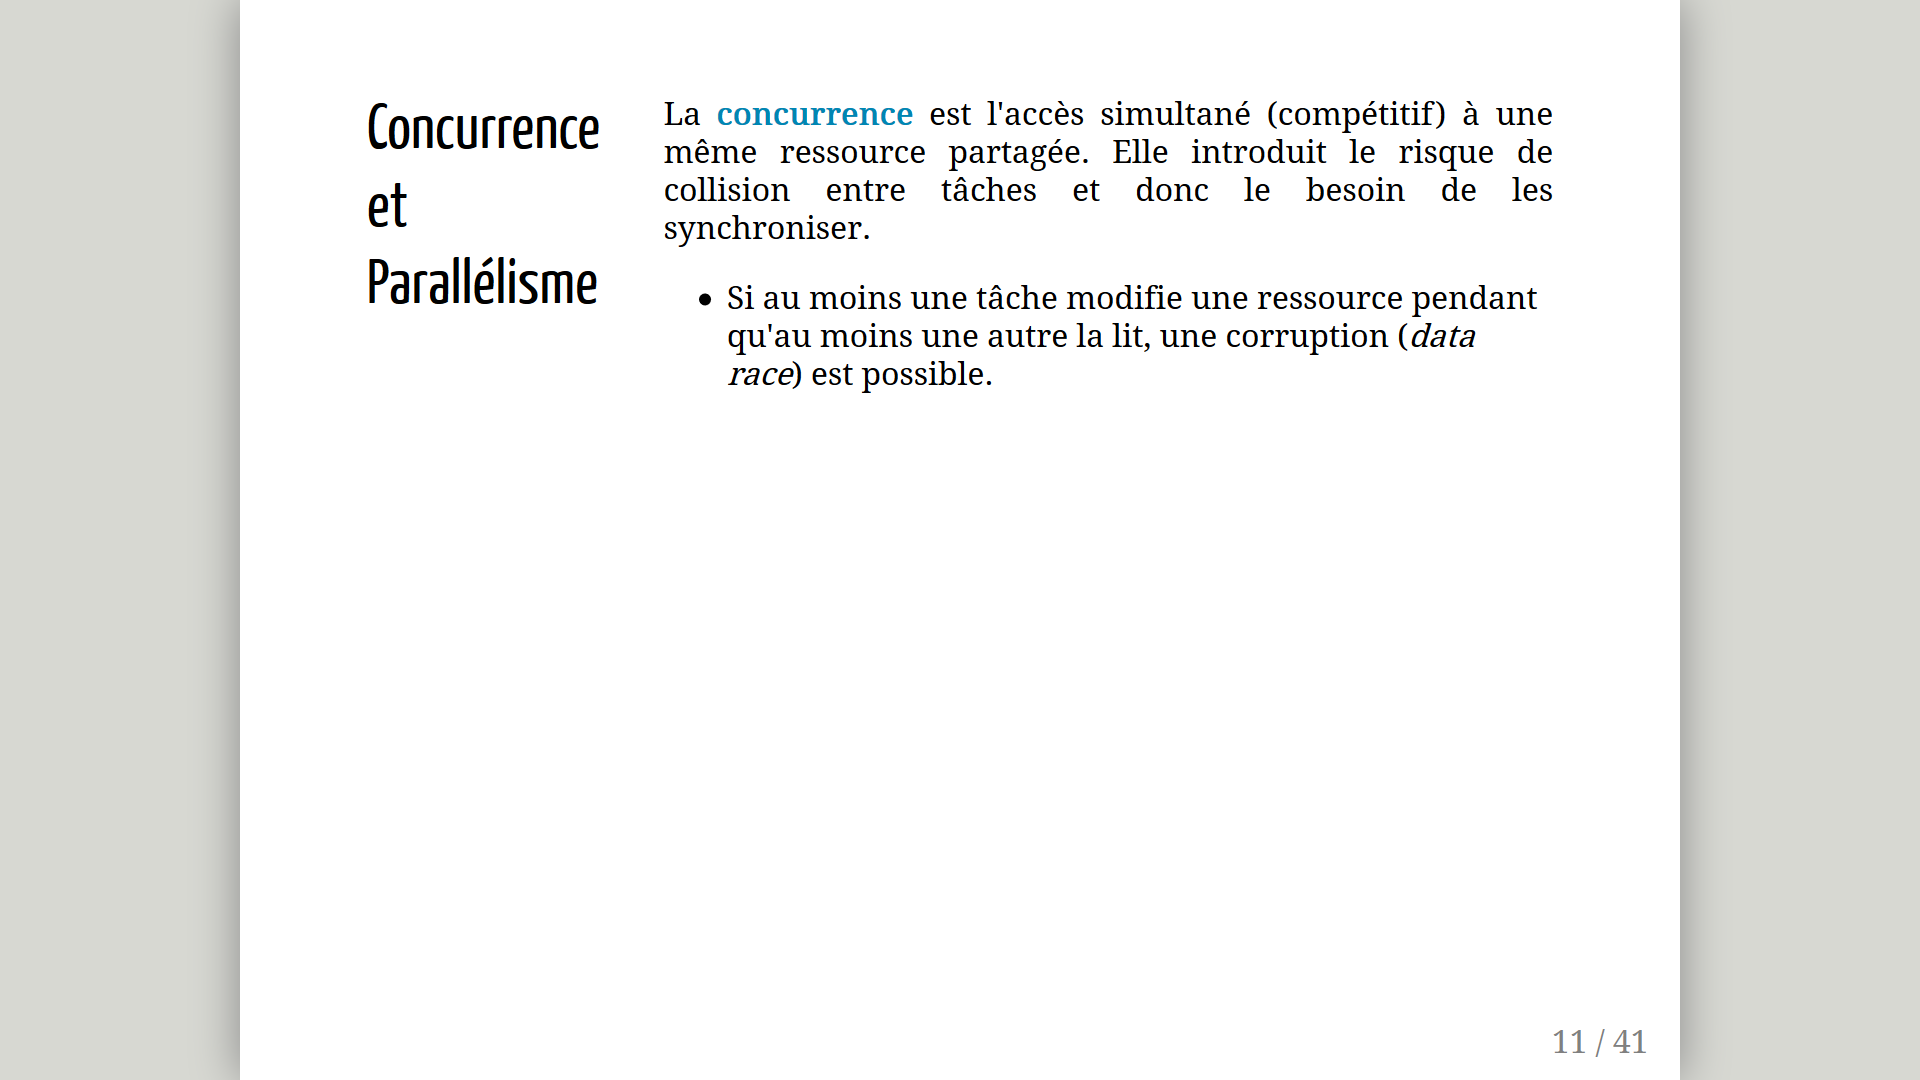 Concurrence
et
Parallélisme
La concurrence est l'accès simultané (compétitif) à une
même ressource partagée. Elle introduit le risque de
collision entre tâches et donc le besoin de les
synchroniser.
• Si au moins une tâche modifie une ressource pendant
qu'au moins une autre la lit, une corruption (data
race) est possible.
11 / 41